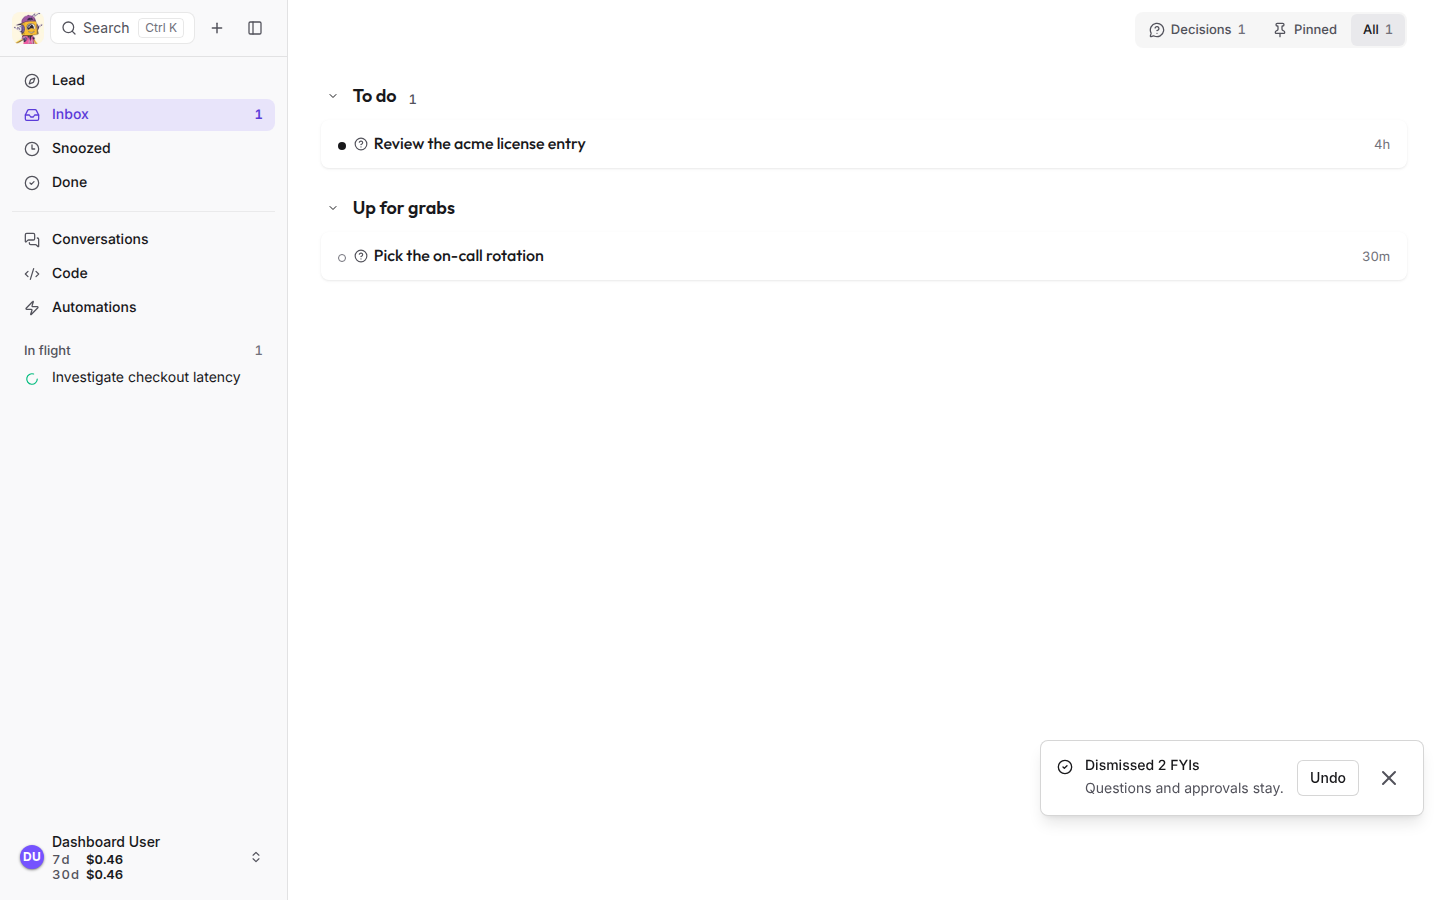 Search Ctrl K
Decisions 1
Pinned
All 1
Lead
Inbox 1
Snoozed
Done
Conversations
Code
Automations
In flight 1
Investigate checkout latency
To do 1
Review the acme license entry 4h
Up for grabs
Pick the on-call rotation 30m
Dismissed 2 FYIs
Questions and approvals stay.
Undo
DU
Dashboard User
7d $0.46
30d $0.46